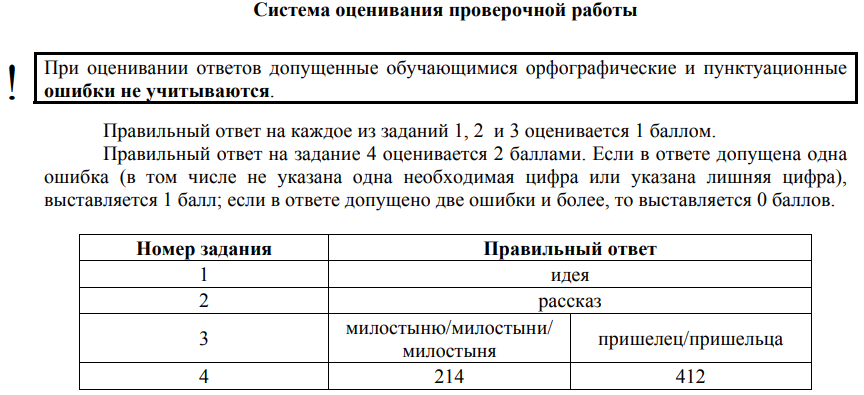 Система оценивания проверочной работы
! При оценивании ответов допущенные обучающимися орфографические и пунктуационные
ошибки не учитываются.
Правильный ответ на каждое из заданий 1, 2 и 3 оценивается 1 баллом.
Правильный ответ на задание 4 оценивается 2 баллами. Если в ответе допущена одна
ошибка (в том числе не указана одна необходимая цифра или указана лишняя цифра),
выставляется 1 балл; если в ответе допущено две ошибки и более, то выставляется 0 баллов.
Номер задания Правильный ответ
1 идея
2 рассказ
3 милостыню/милостыни/
милостыня пришелец/пришельца
4 214 412